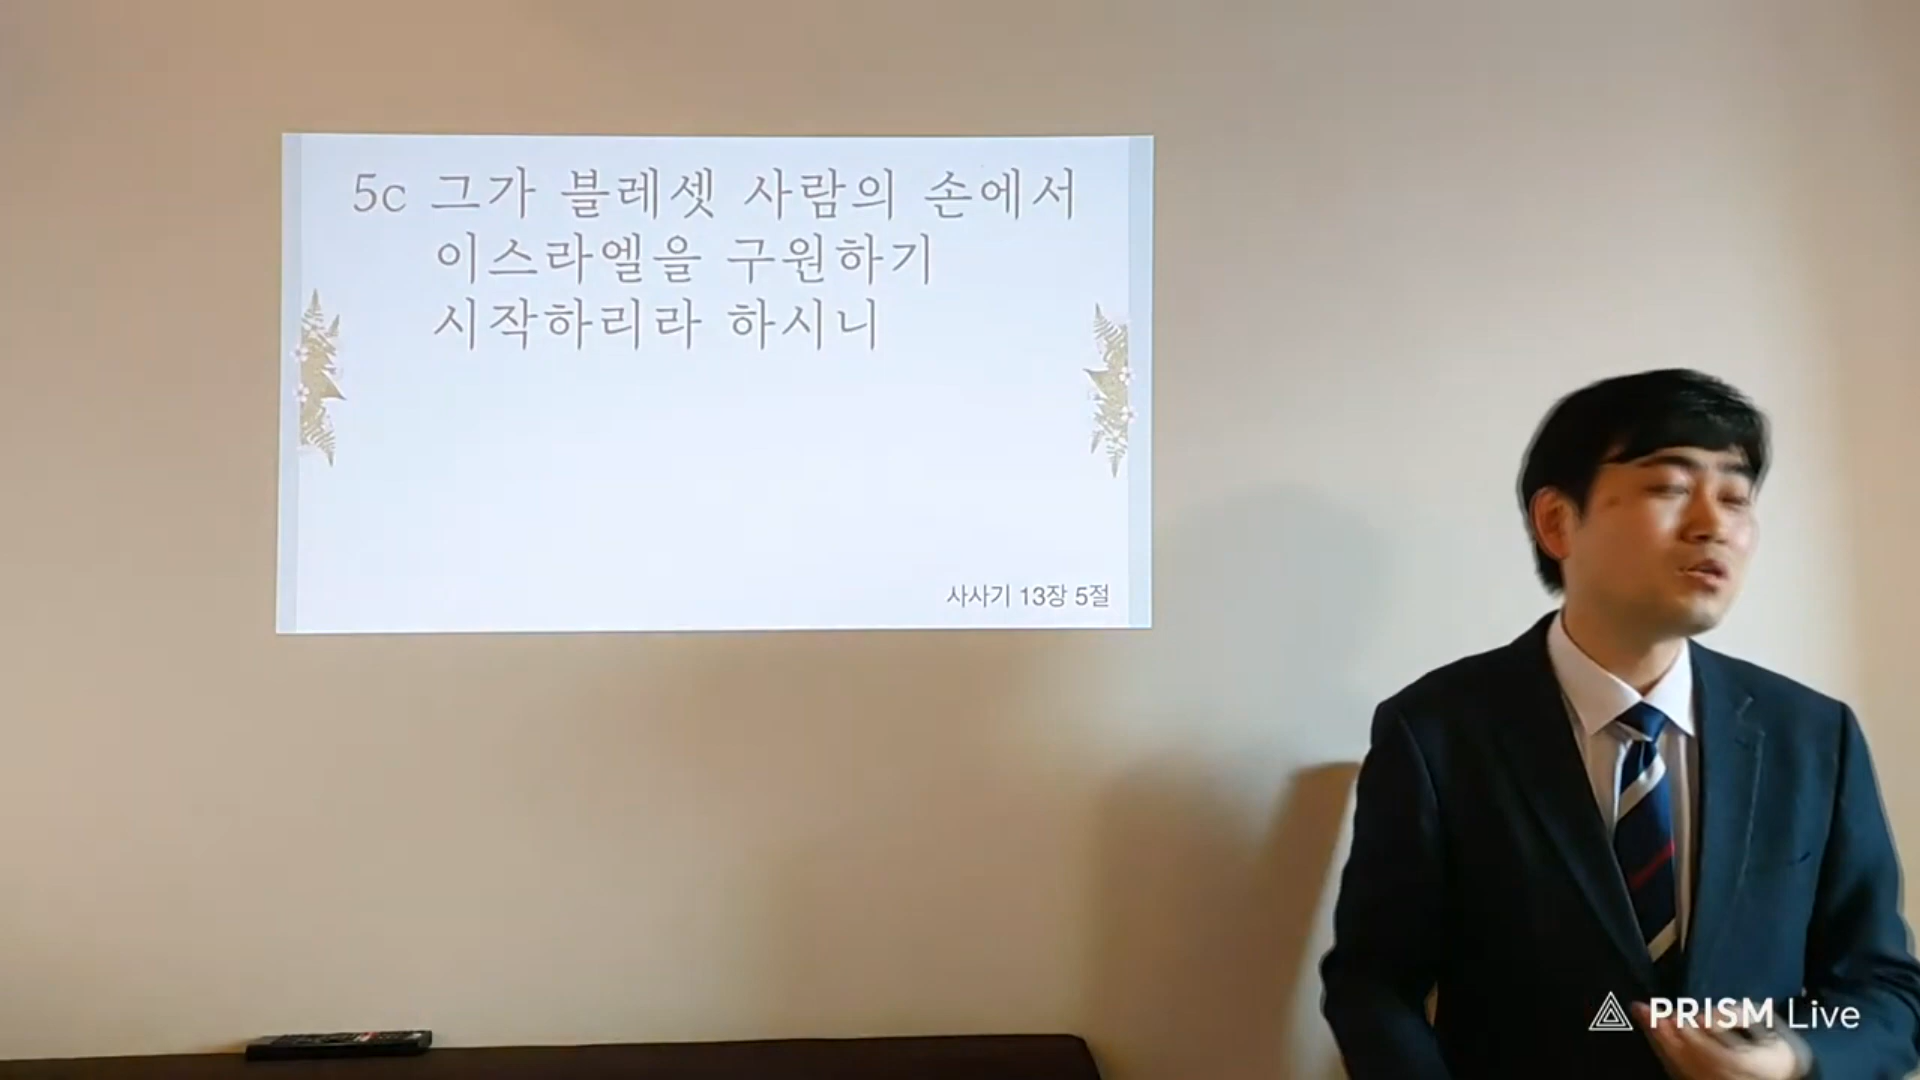 5c 그가 블레셋 사람의 손에서
이스라엘을 구원하기
시작하리라 하시니
사사기 13장 5절
PRISM Live